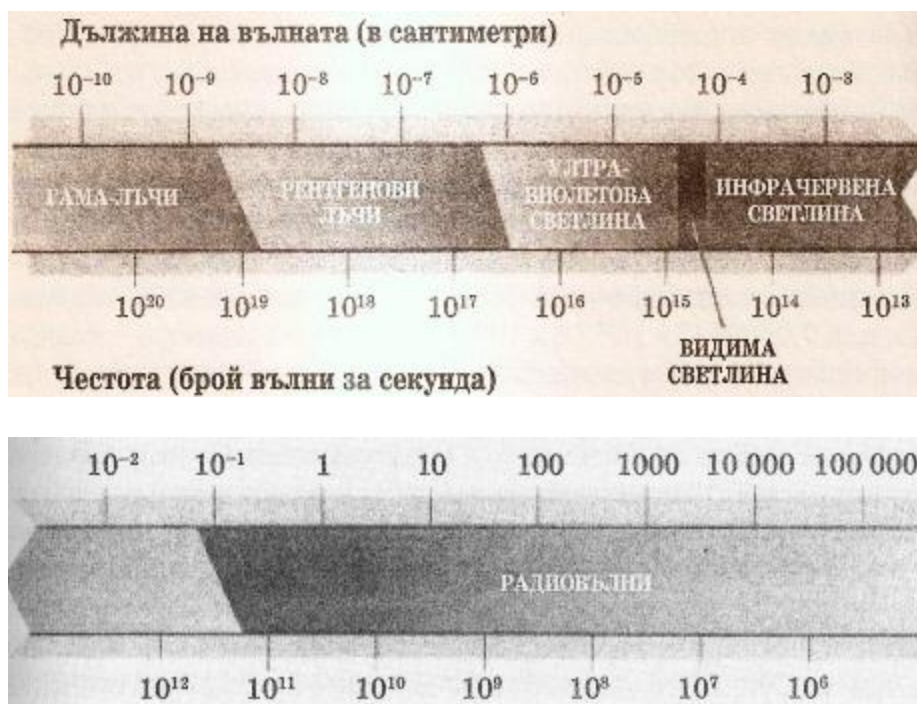 Дължина на вълната (в сантиметри)
10⁻¹⁰ 10⁻⁹ 10⁻⁸ 10⁻⁷ 10⁻⁶ 10⁻⁵ 10⁻⁴ 10⁻⁸
ГАМА-ЛЪЧИ
РЕНТГЕНОВИ
ЛЪЧИ
УЛТРА-
ВИОЛЕТОВА
СВЕТЛИНА
ИНФРАЧЕРВЕНА
СВЕТЛИНА
10²⁰ 10¹⁹ 10¹⁸ 10¹⁷ 10¹⁶ 10¹⁵ 10¹⁴ 10¹³
ВИДИМА
СВЕТЛИНА
Честота (брой вълни за секунда)
10⁻² 10⁻¹ 1 10 100 1000 10 000 100 000
РАДИОВЪЛНИ
10¹² 10¹¹ 10¹⁰ 10⁹ 10⁸ 10⁷ 10⁶